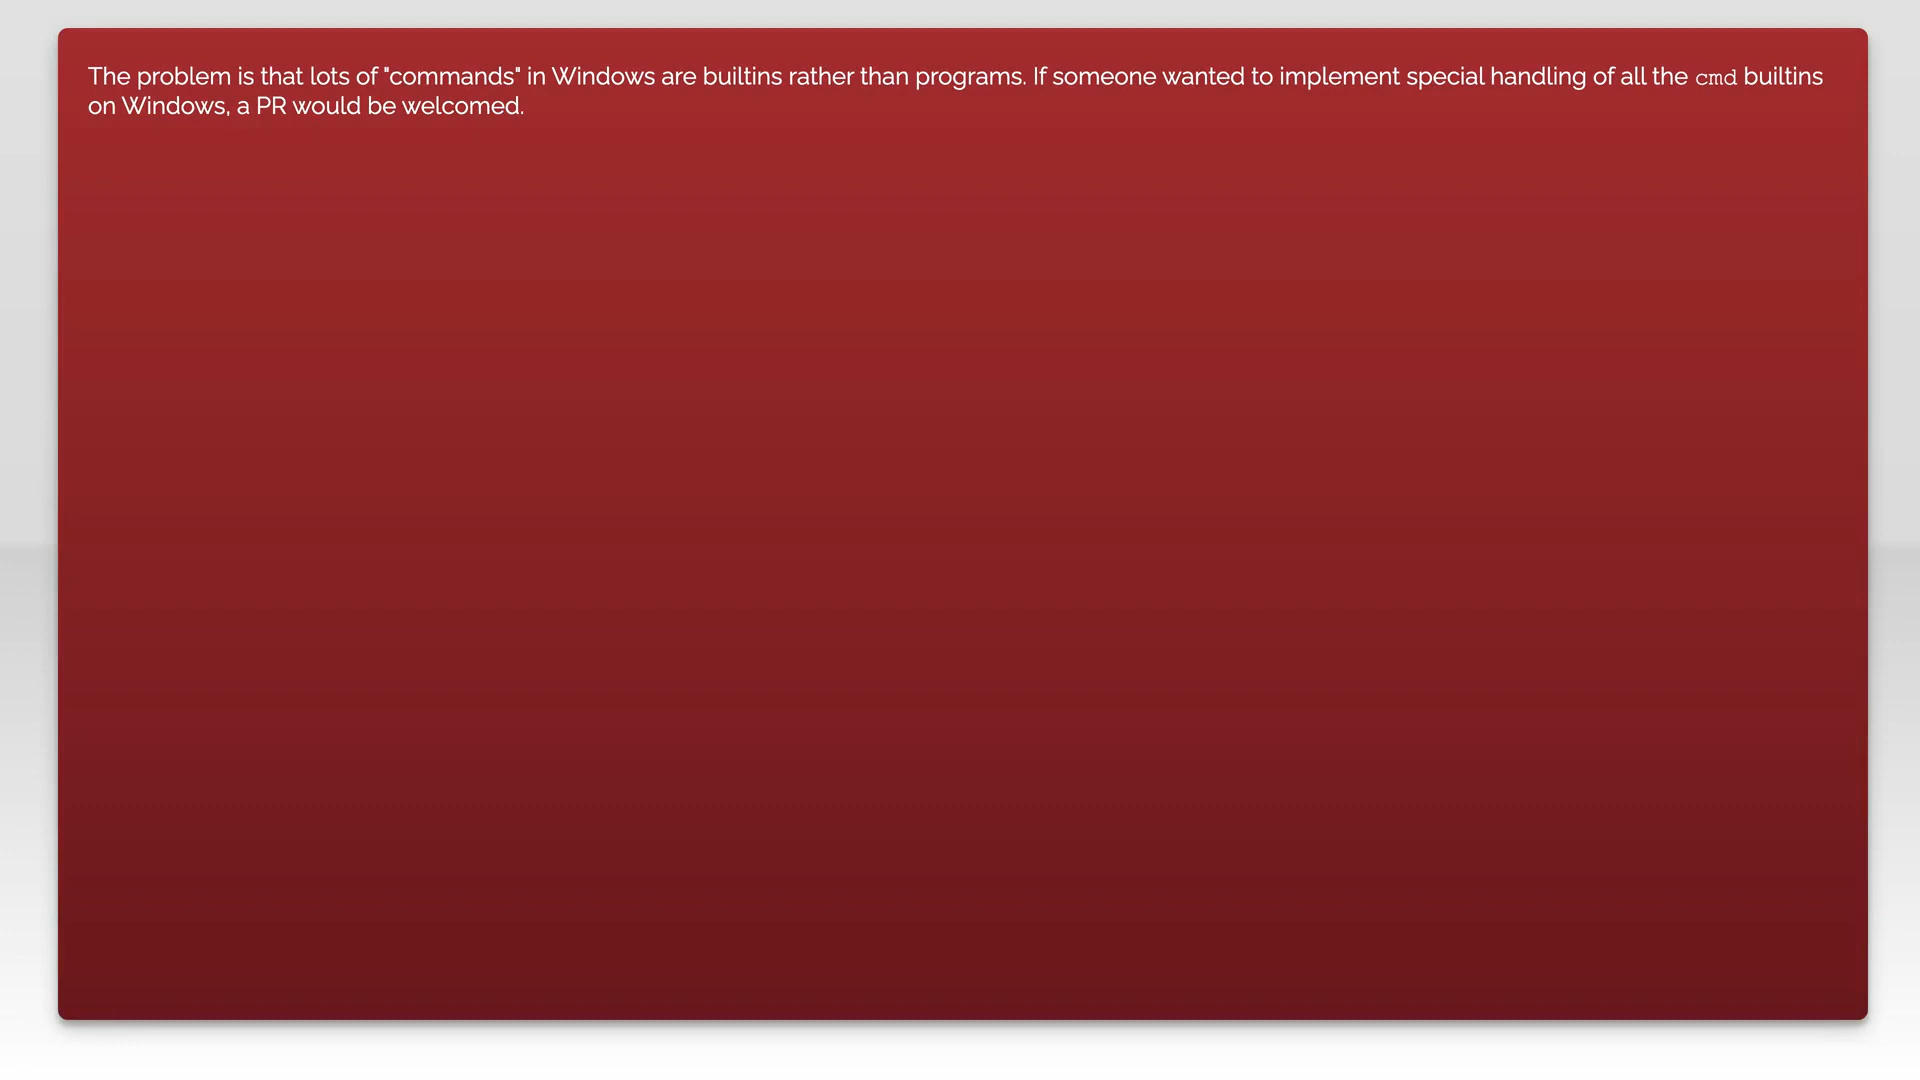 The problem is that lots of "commands" in Windows are builtins rather than programs. If someone wanted to implement special handling of all the cmd builtins
on Windows, a PR would be welcomed.